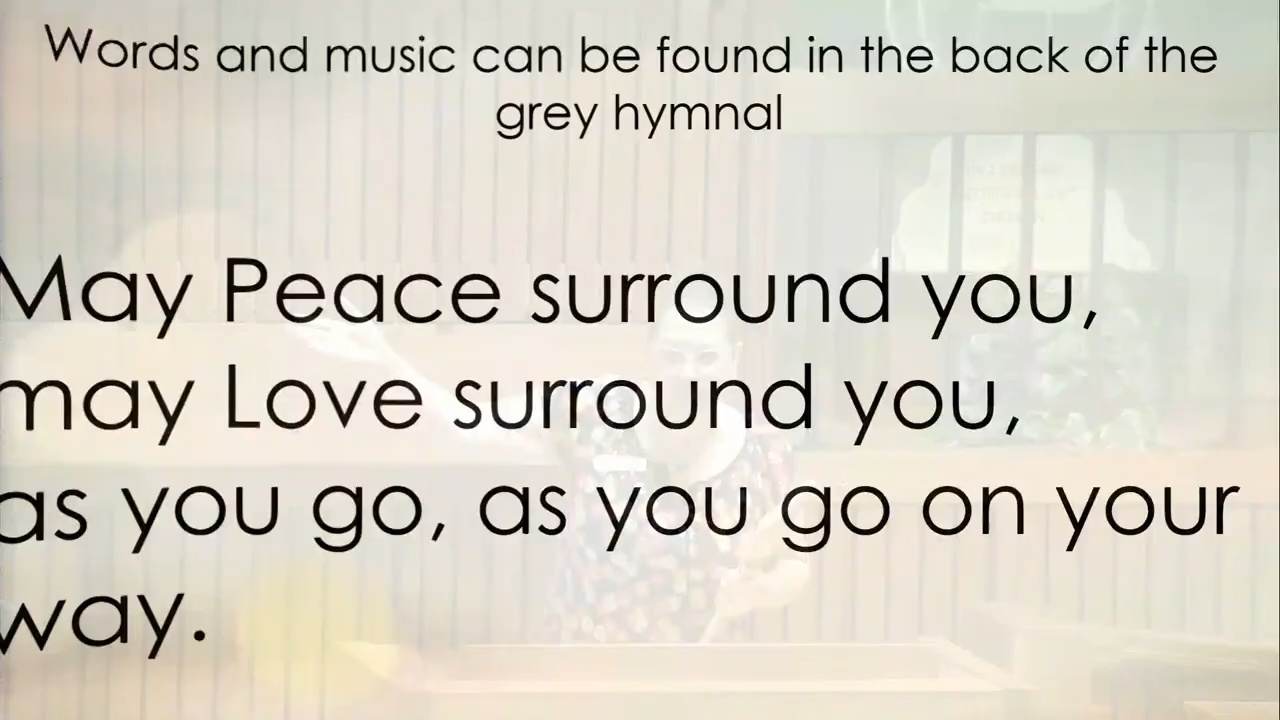 Words and music can be found in the back of the
grey hymnal
May Peace surround you,
may Love surround you,
as you go, as you go on your
way.